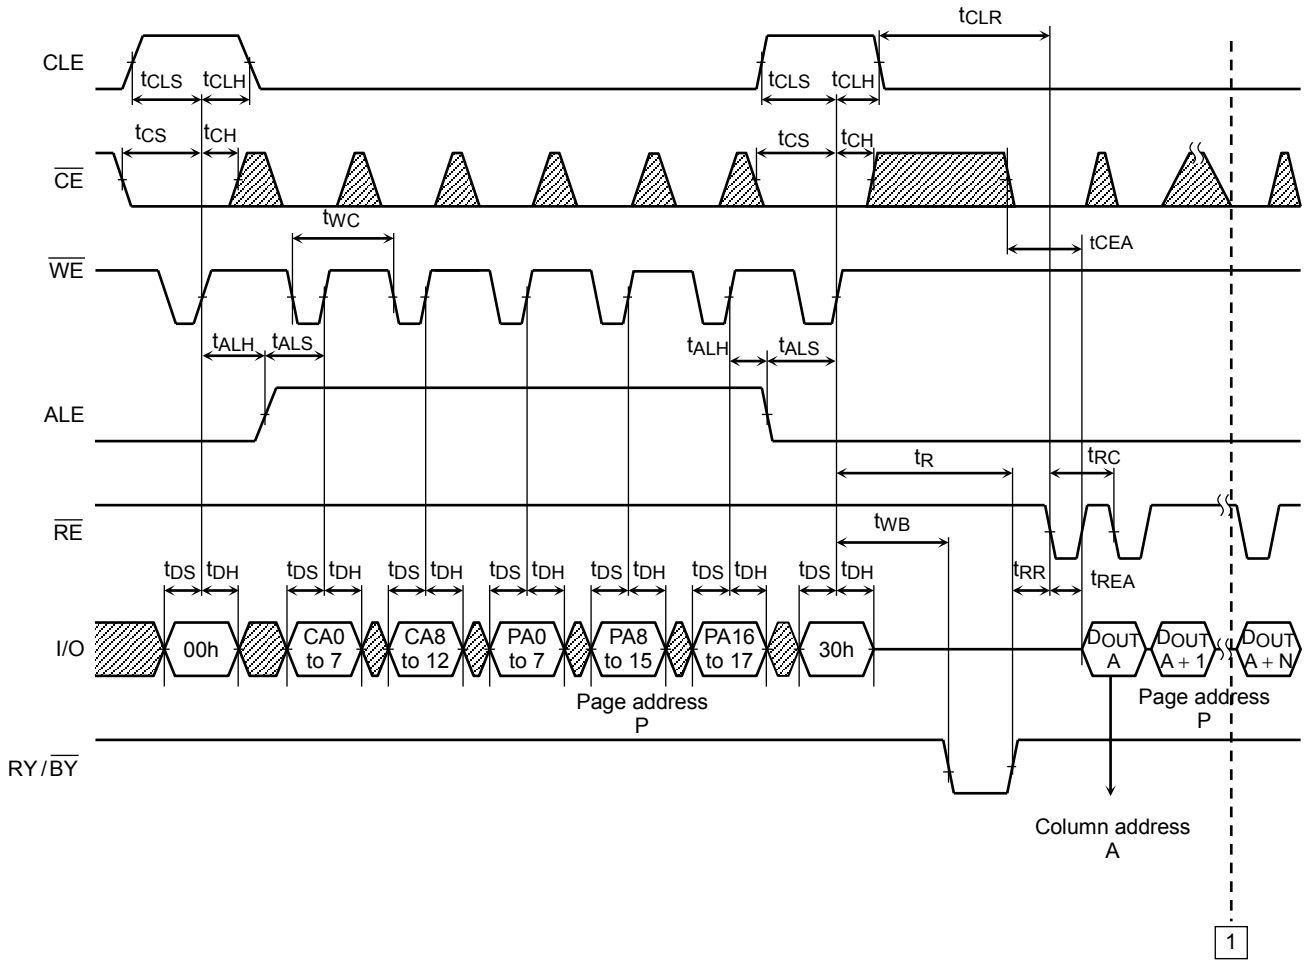 tCLR
CLE
tCLS tCLH tCLS tCLH
tCS tCH tCS tCH
CE
tWC
tCEA
WE
tALH tALS tALH tALS
ALE
tR tRC
RE
tWB
tDS tDH tDS tDH tDS tDH tDS tDH tDS tDH tDS tDH tDS tDH tRR tREA
I/O
00h
CA0
to 7
CA8
to 12
PA0
to 7
PA8
to 15
PA16
to 17
30h
DOUT
A
DOUT
A + 1
DOUT
A + N
Page address
P
Page address
P
RY/BY
Column address
A
1